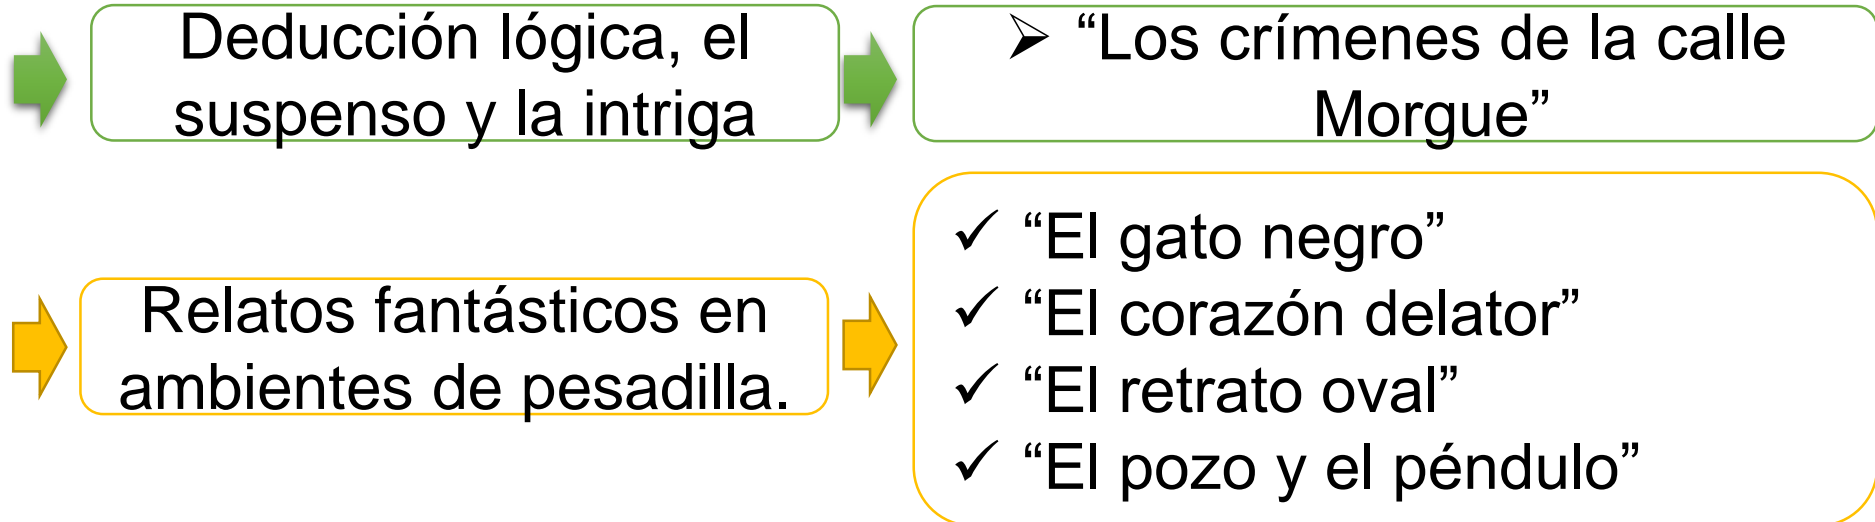 Deducción lógica, el
suspenso y la intriga
➢ “Los crímenes de la calle
Morgue”
Relatos fantásticos en
ambientes de pesadilla.
✓ “El gato negro”
✓ “El corazón delator”
✓ “El retrato oval”
✓ “El pozo y el péndulo”